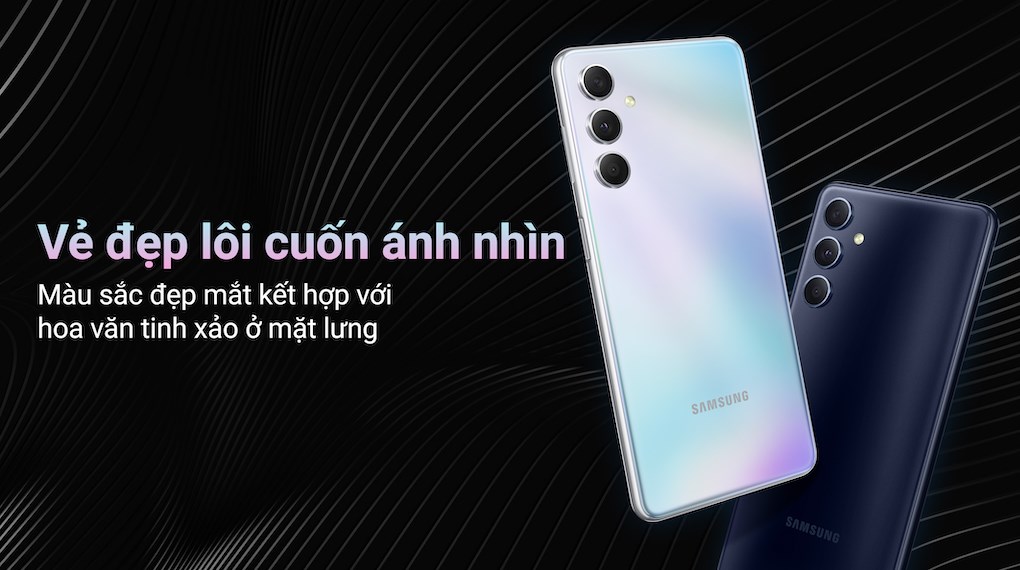 Vẻ đẹp lôi cuốn ánh nhìn
Màu sắc đẹp mắt kết hợp với
hoa văn tinh xảo ở mặt lưng
SAMSUNG
SAMSUNG